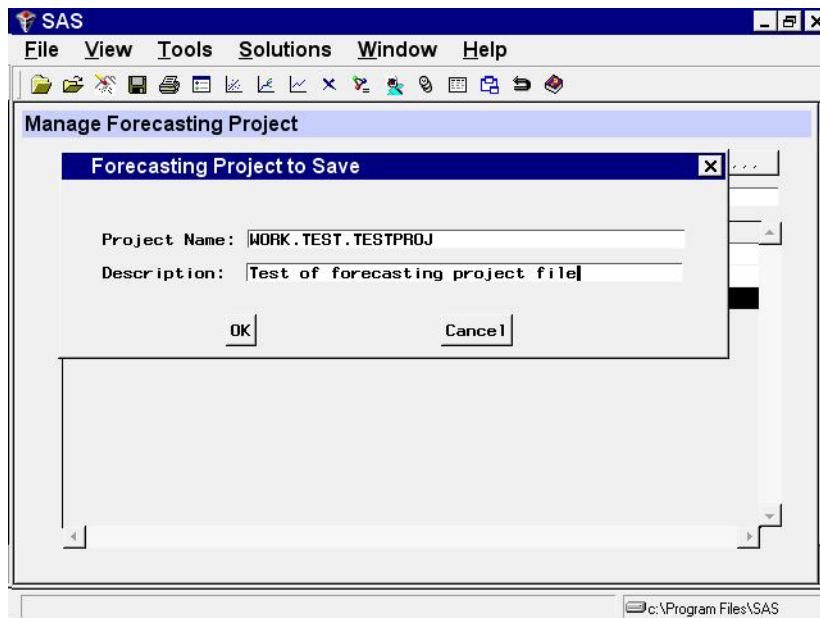 SAS
File View Tools Solutions Window Help
Manage Forecasting Project
Forecasting Project to Save
...
Project Name: WORK.TEST.TESTPROJ
Description: Test of forecasting project file
OK Cancel
c:\Program Files\SAS